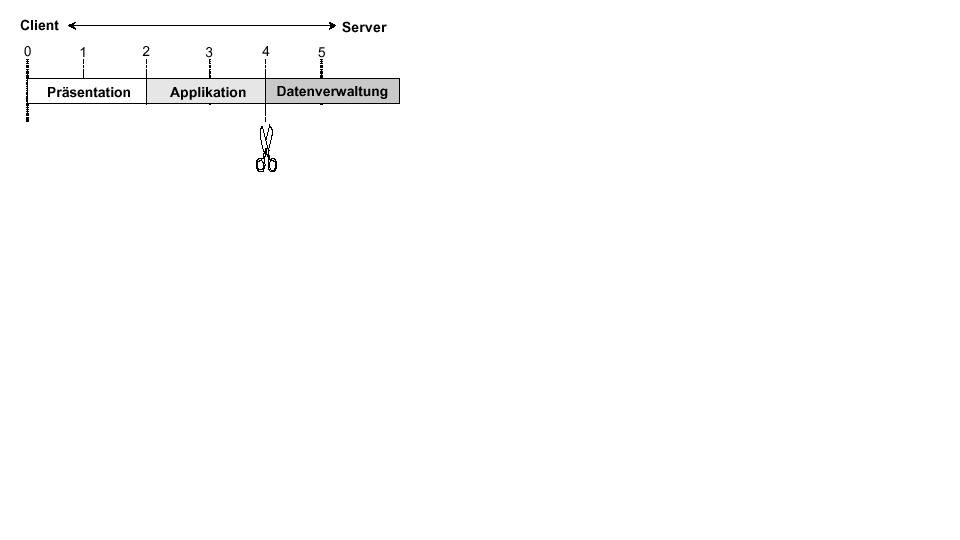 Client Server
0 1 2 3 4 5
Präsentation Applikation Datenverwaltung